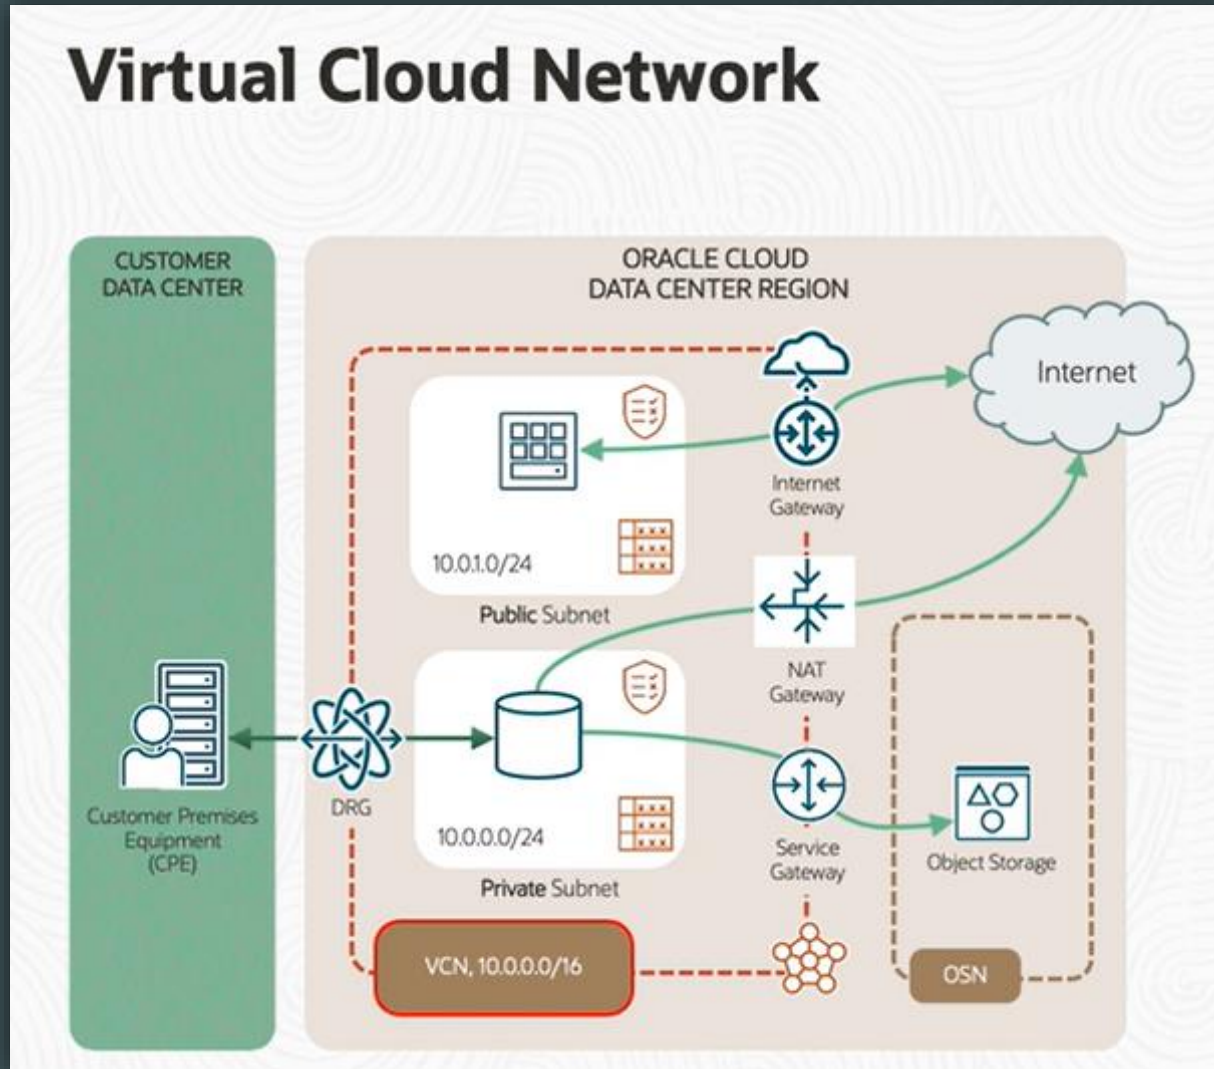 Virtual Cloud Network
CUSTOMER
DATA CENTER
ORACLE CLOUD
DATA CENTER REGION
Internet
Internet
Gateway
10.0.1.0/24
Public Subnet
NAT
Gateway
DRG
Customer Premises
Equipment
(CPE)
10.0.0.0/24
Private Subnet
Service
Gateway
Object Storage
VCN, 10.0.0.0/16
OSN